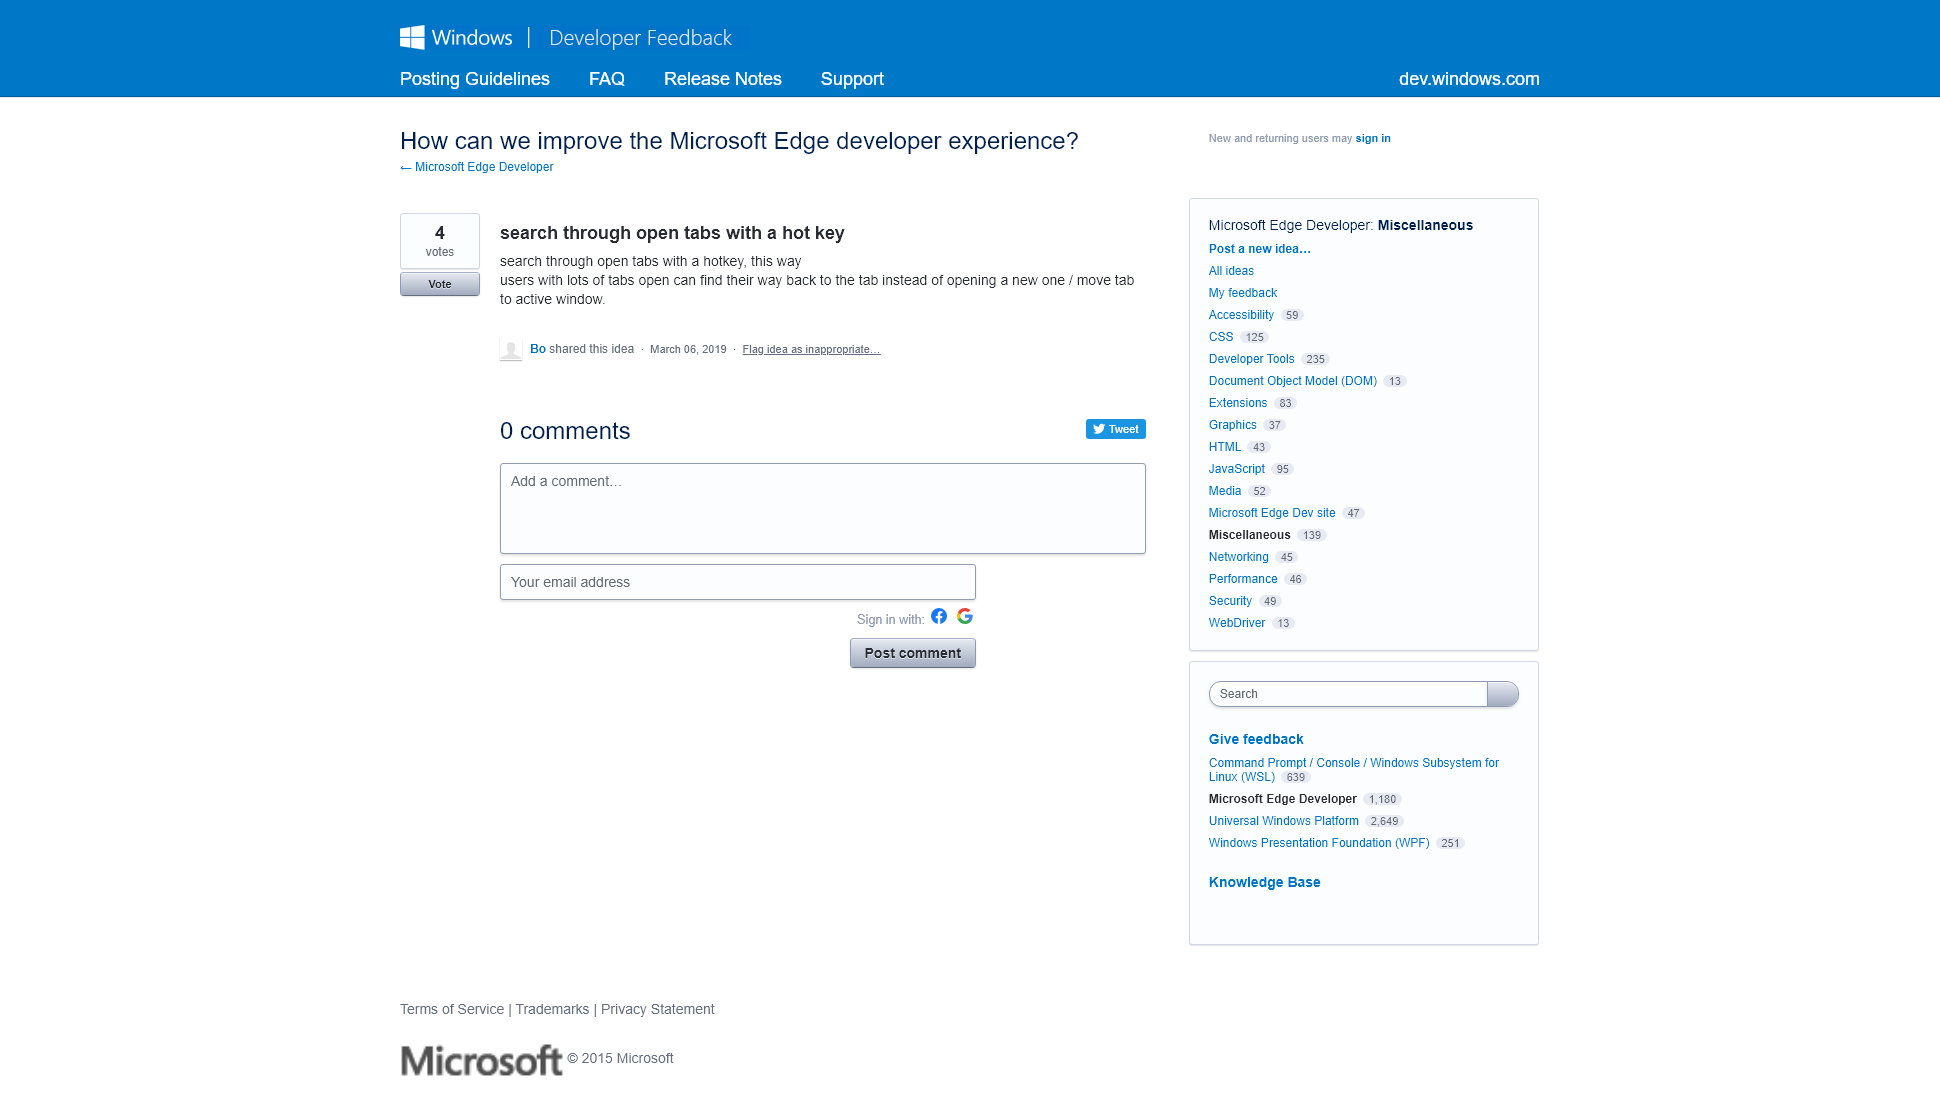 Windows | Developer Feedback
Posting Guidelines FAQ Release Notes Support dev.windows.com
How can we improve the Microsoft Edge developer experience?
← Microsoft Edge Developer
New and returning users may sign in
4
votes
Vote
search through open tabs with a hot key
search through open tabs with a hotkey, this way
users with lots of tabs open can find their way back to the tab instead of opening a new one / move tab
to active window.
Bo shared this idea · March 06, 2019 · Flag idea as inappropriate…
0 comments
Tweet
Add a comment…
Your email address
Sign in with:
Post comment
Microsoft Edge Developer: Miscellaneous
Post a new idea…
All ideas
My feedback
Accessibility 59
CSS 125
Developer Tools 235
Document Object Model (DOM) 13
Extensions 83
Graphics 37
HTML 43
JavaScript 95
Media 52
Microsoft Edge Dev site 47
Miscellaneous 139
Networking 45
Performance 46
Security 49
WebDriver 13
Search
Give feedback
Command Prompt / Console / Windows Subsystem for
Linux (WSL) 639
Microsoft Edge Developer 1,180
Universal Windows Platform 2,649
Windows Presentation Foundation (WPF) 251
Knowledge Base
Terms of Service | Trademarks | Privacy Statement
Microsoft © 2015 Microsoft